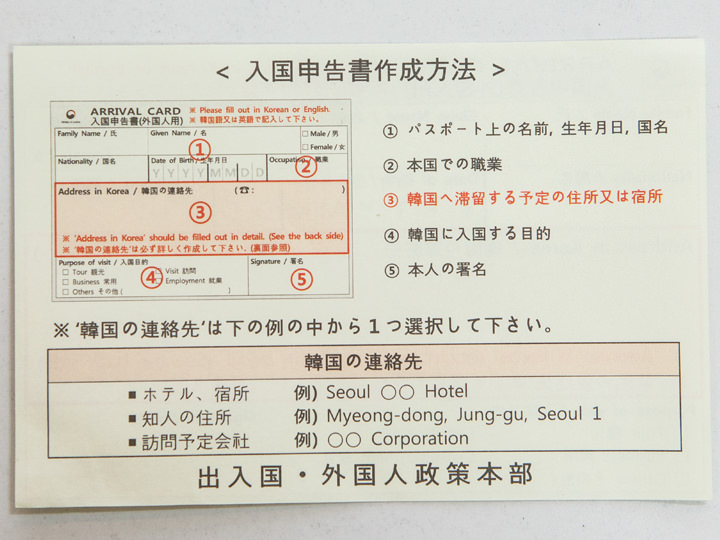 < 入国申告書作成方法 >
ARRIVAL CARD
入国申告書(外国人用)
※ Please fill out in Korean or English.
※ 韓国語又は英語で記入して下さい。
Family Name / 氏
Given Name / 名
□ Male / 男
□ Female / 女
①
Nationality / 国名
Date of Birth / 生年月日
Occupation / 職業
YYYYMMDD
②
Address in Korea / 韓国の連絡先 (☎: )
③
※ 'Address in Korea' should be filled out in detail. (See the back side)
※ '韓国の連絡先'は必ず詳しく作成して下さい。(裏面参照)
Purpose of visit / 入国目的
□ Tour 観光
□ Visit 訪問
□ Business 常用
□ Employment 就業
□ Others その他 ( )
④
Signature / 署名
⑤
① パスポート上の名前, 生年月日, 国名
② 本国での職業
③ 韓国へ滞留する予定の住所又は宿所
④ 韓国に入国する目的
⑤ 本人の署名
※ '韓国の連絡先'は下の例の中から1つ選択して下さい。
韓国の連絡先
■ ホテル、宿所 例) Seoul ○○ Hotel
■ 知人の住所 例) Myeong-dong, Jung-gu, Seoul 1
■ 訪問予定会社 例) ○○ Corporation
出入国・外国人政策本部